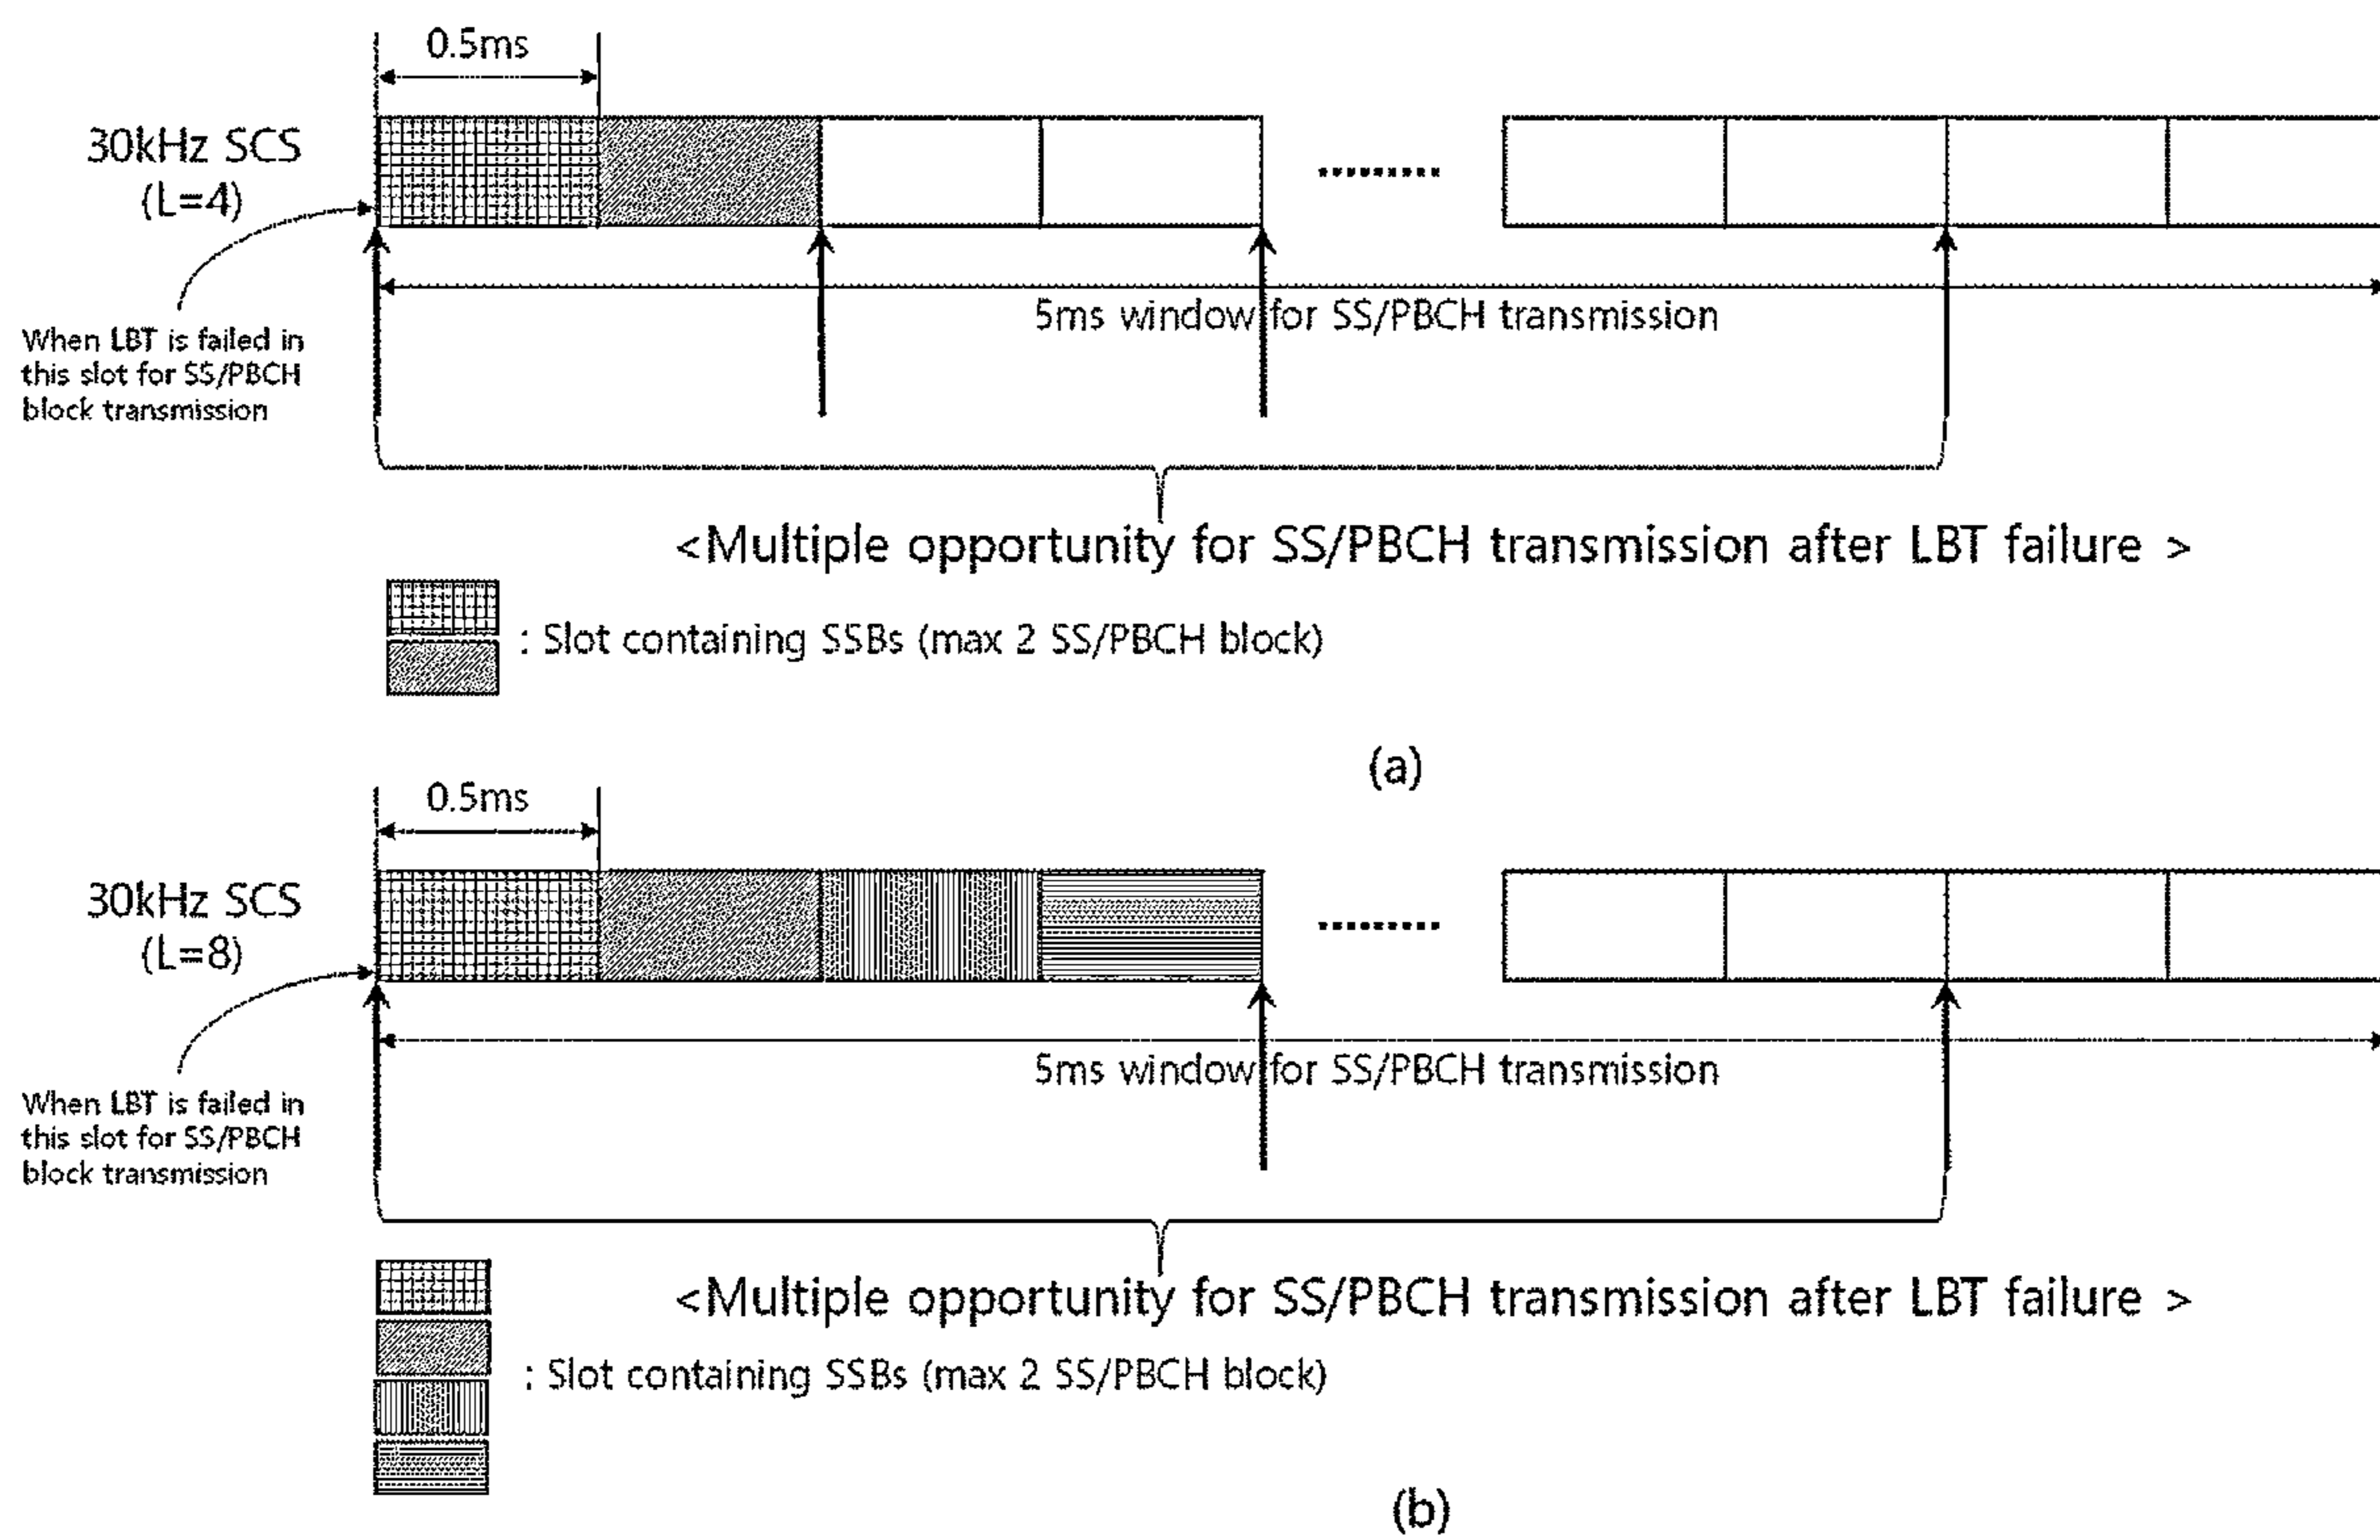 0.5ms
30kHz SCS
(L=4)
When LBT is failed in
this slot for SS/PBCH
block transmission
5ms window for SS/PBCH transmission
<Multiple opportunity for SS/PBCH transmission after LBT failure >
: Slot containing SSBs (max 2 SS/PBCH block)
(a)
0.5ms
30kHz SCS
(L=8)
When LBT is failed in
this slot for SS/PBCH
block transmission
5ms window for SS/PBCH transmission
<Multiple opportunity for SS/PBCH transmission after LBT failure >
: Slot containing SSBs (max 2 SS/PBCH block)
(b)